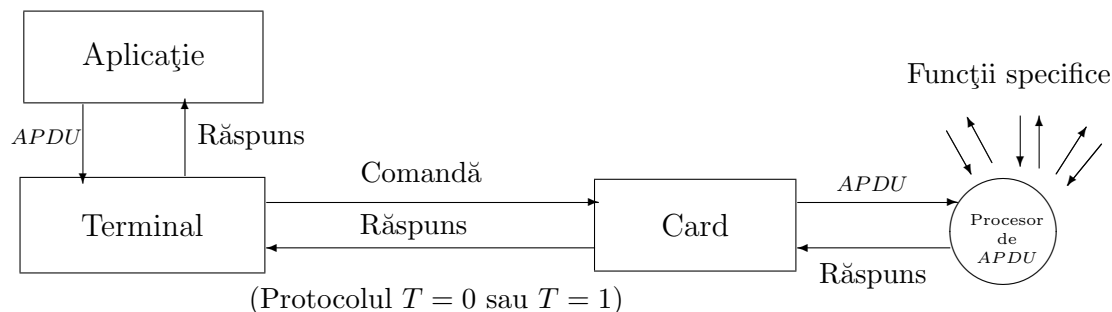 Aplicaţie
Funcţii specifice
APDU
Răspuns
Comandă
APDU
Terminal
Răspuns
Card
Procesor
de
APDU
Răspuns
(Protocolul T = 0 sau T = 1)